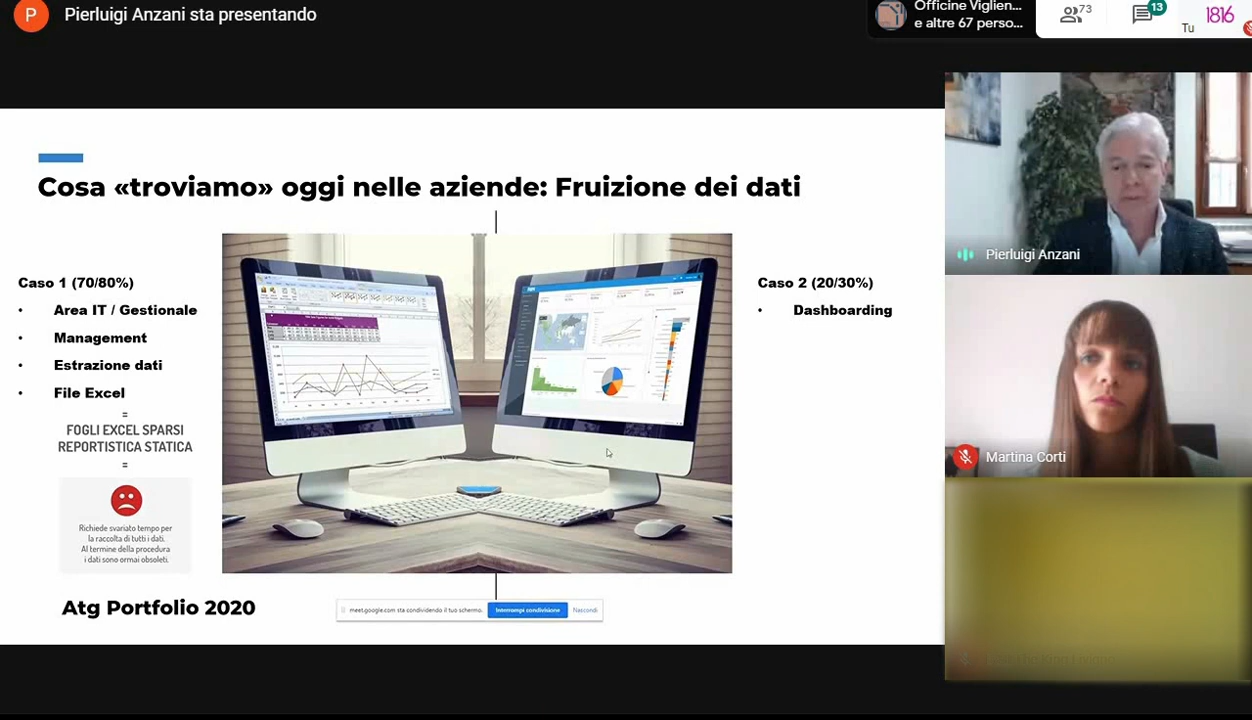 P
Pierluigi Anzani sta presentando
Officine Viglien...
e altre 67 perso...
73
13
Tu
1816
Cosa «troviamo» oggi nelle aziende: Fruizione dei dati
Caso 1 (70/80%)
• Area IT / Gestionale
• Management
• Estrazione dati
• File Excel
=
FOGLI EXCEL SPARSI
REPORTISTICA STATICA
=
Richiede svariato tempo per
la raccolta di tutti i dati.
Al termine della procedura
i dati sono ormai obsoleti.
Caso 2 (20/30%)
• Dashboarding
Atg Portfolio 2020
meet.google.com sta condividendo il tuo schermo.
Interrompi condivisione
Nascondi
Pierluigi Anzani
Martina Corti